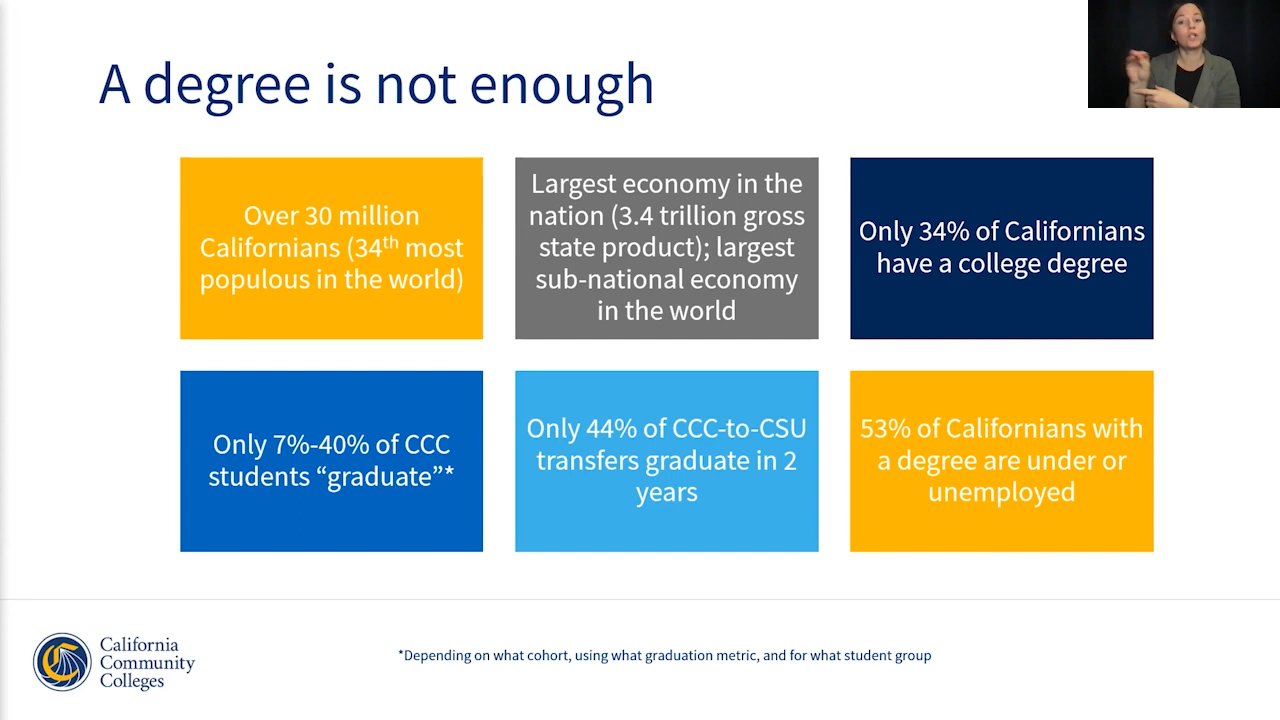 A degree is not enough
Over 30 million
Californians (34th most
populous in the world)
Largest economy in the
nation (3.4 trillion gross
state product); largest
sub-national economy
in the world
Only 34% of Californians
have a college degree
Only 7%-40% of CCC
students “graduate”*
Only 44% of CCC-to-CSU
transfers graduate in 2
years
53% of Californians with
a degree are under or
unemployed
California
Community
Colleges
*Depending on what cohort, using what graduation metric, and for what student group